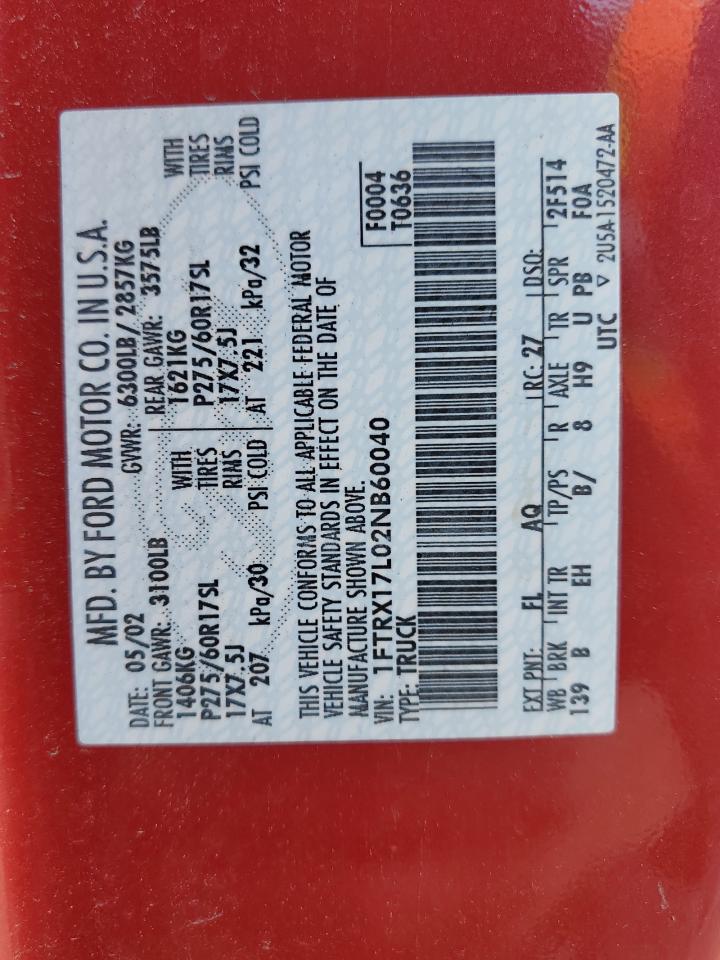 MFD. BY FORD MOTOR CO. IN U.S.A.
DATE: 05/02 GVWR: 6300LB/ 2857KG
FRONT GAWR: 3100LB REAR GAWR: 3575LB
1406KG WITH 1621KG WITH
P275/60R17SL TIRES P275/60R17SL TIRES
17X7.5J RIMS 17X7.5J RIMS
AT 207 kPa/30 PSI COLD AT 221 kPa/32 PSI COLD
THIS VEHICLE CONFORMS TO ALL APPLICABLE FEDERAL MOTOR
VEHICLE SAFETY STANDARDS IN EFFECT ON THE DATE OF
MANUFACTURE SHOWN ABOVE.
VIN: 1FTRX17L02NB60040 F0004
TYPE: TRUCK T0636
EXT PNT: FL AQ RC: 27 DSO:
WB BRK INT TR TP/PS R AXLE TR SPR 2F514
139 B EH B/ 8 H9 U PB F0A
UTC ▽ 2U5A-1520472-AA